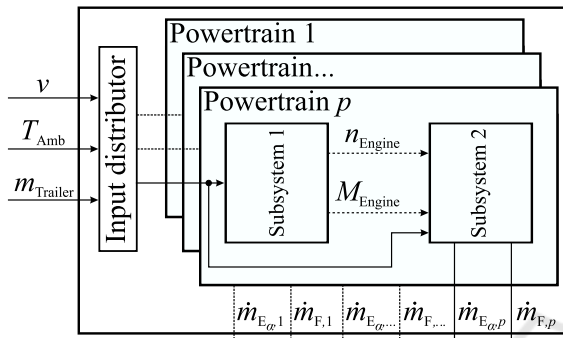 Powertrain 1
Powertrain...
Powertrain p
Input distributor
v
T_Amb
m_Trailer
Subsystem 1
n_Engine
M_Engine
Subsystem 2
ṁ_Eα,1 ṁ_F,1 ṁ_Eα,... ṁ_F,... ṁ_Eα,p ṁ_F,p